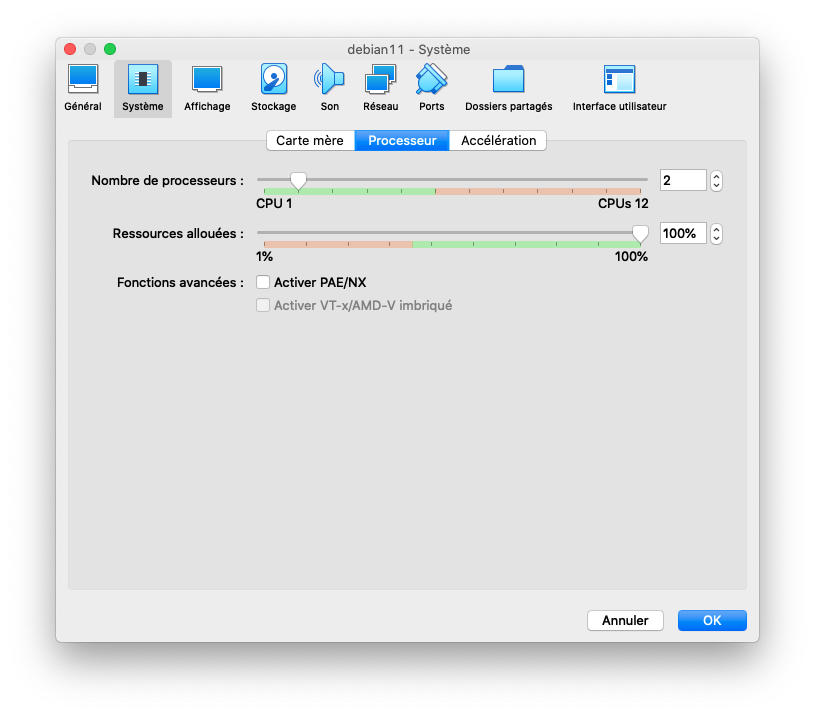 debian11 - Système
Général Système Affichage Stockage Son Réseau Ports Dossiers partagés Interface utilisateur
Carte mère Processeur Accélération
Nombre de processeurs : 2
CPU 1 CPUs 12
Ressources allouées : 100%
1% 100%
Fonctions avancées : Activer PAE/NX
Activer VT-x/AMD-V imbriqué
Annuler OK